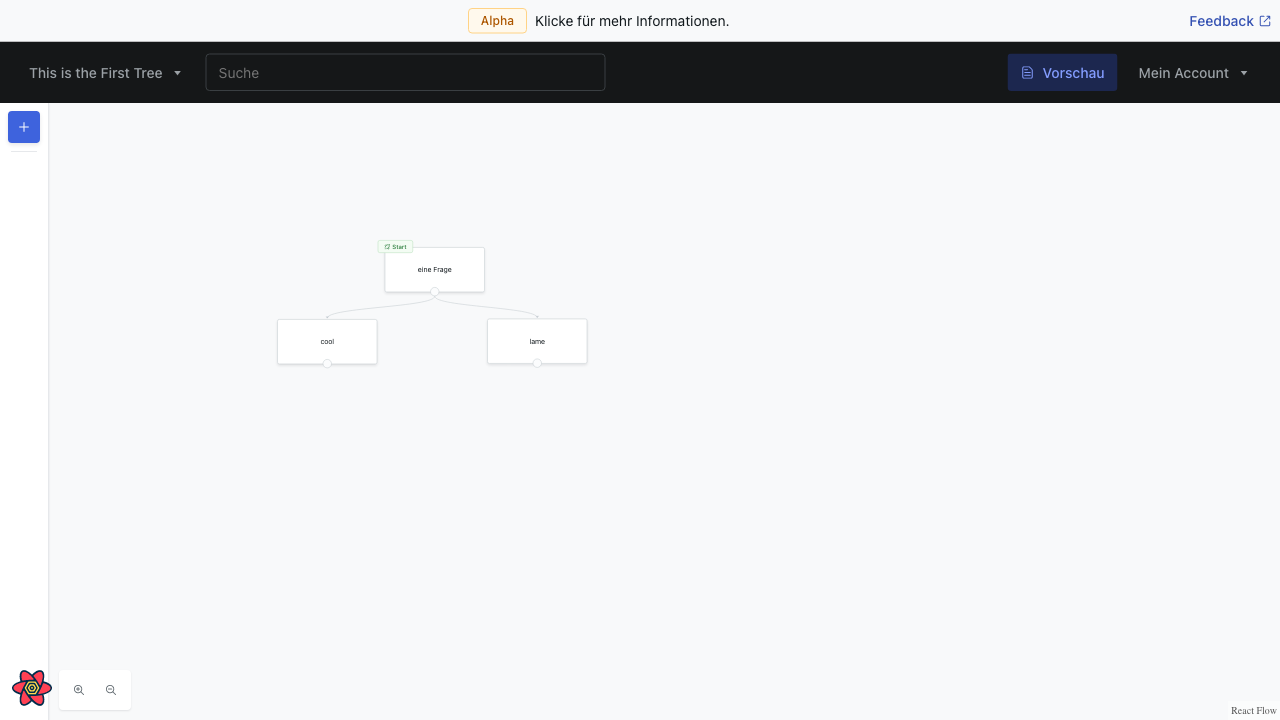 Alpha Klicke für mehr Informationen. Feedback
This is the First Tree Suche Vorschau Mein Account
Start
eine Frage
cool lame
React Flow